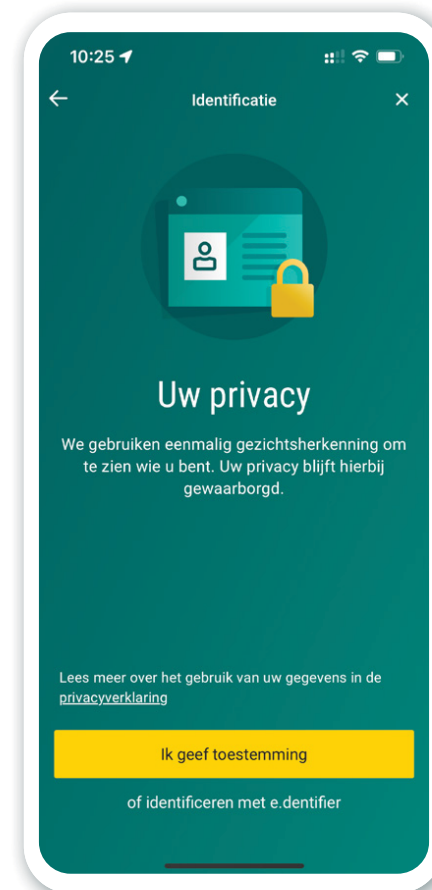 10:25
Identificatie
Uw privacy
We gebruiken eenmalig gezichtsherkenning om
te zien wie u bent. Uw privacy blijft hierbij
gewaarborgd.
Lees meer over het gebruik van uw gegevens in de
privacyverklaring
Ik geef toestemming
of identificeren met e.dentifier